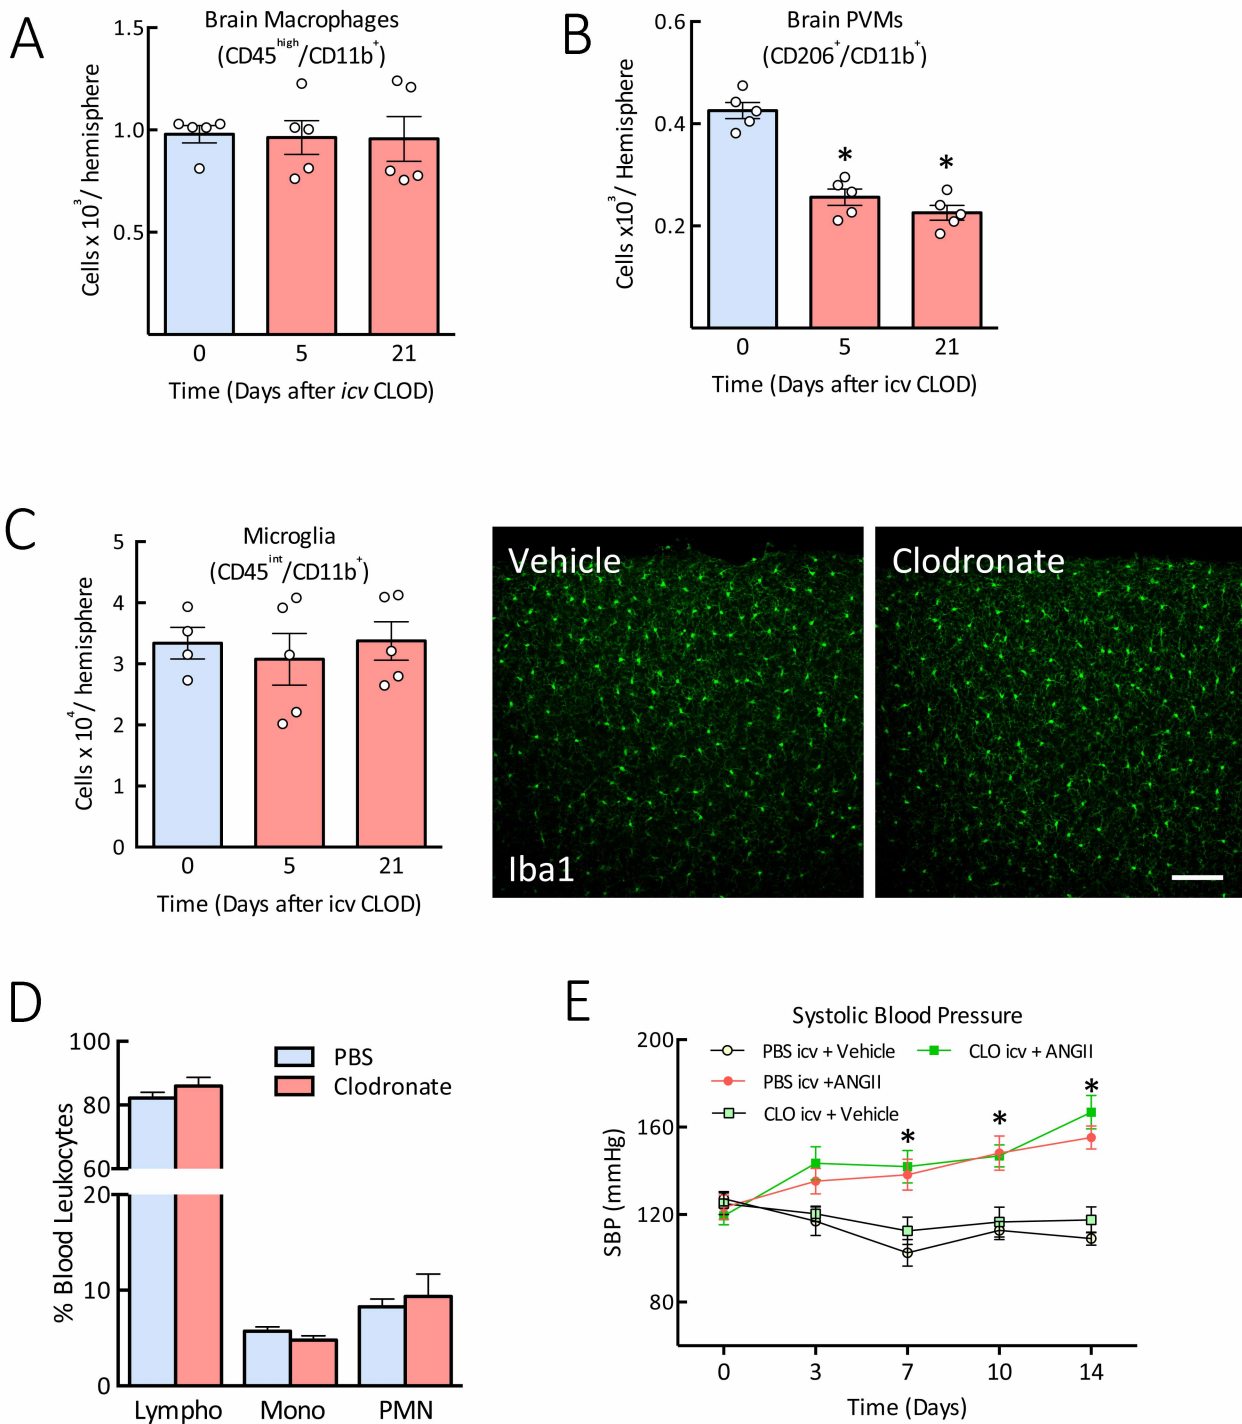 A
Brain Macrophages
(CD45high/CD11b+)
Cells x 10³/ hemisphere
1.5
1.0
0.5
0 5 21
Time (Days after icv CLOD)
B
Brain PVMs
(CD206+/CD11b+)
Cells x10³/ Hemisphere
0.6
0.4
0.2
*
*
0 5 21
Time (Days after icv CLOD)
C
Microglia
(CD45int/CD11b+)
Cells x 10⁴/ hemisphere
5
4
3
2
1
0
0 5 21
Time (Days after icv CLOD)
Vehicle
Iba1
Clodronate
D
% Blood Leukocytes
100
80
60
20
10
0
PBS
Clodronate
Lympho Mono PMN
E
Systolic Blood Pressure
PBS icv + Vehicle
CLO icv + ANGII
PBS icv +ANGII
CLO icv + Vehicle
SBP (mmHg)
200
160
120
80
*
*
*
0 3 7 10 14
Time (Days)